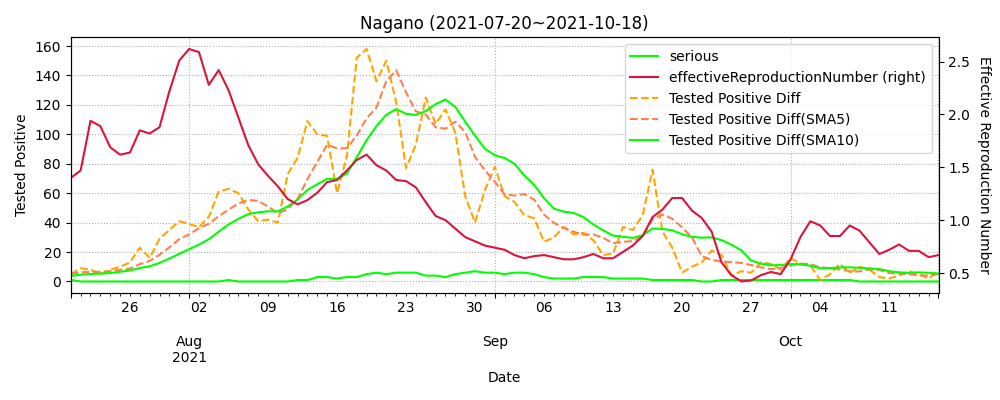 Nagano (2021-07-20~2021-10-18)
160
140
120
100
80
60
40
20
0
Tested Positive
2.5
2.0
1.5
1.0
0.5
Effective Reproduction Number
serious
effectiveReproductionNumber (right)
Tested Positive Diff
Tested Positive Diff(SMA5)
Tested Positive Diff(SMA10)
26 02 09 16 23 30 06 13 20 27 04 11
Aug Sep Oct
2021
Date